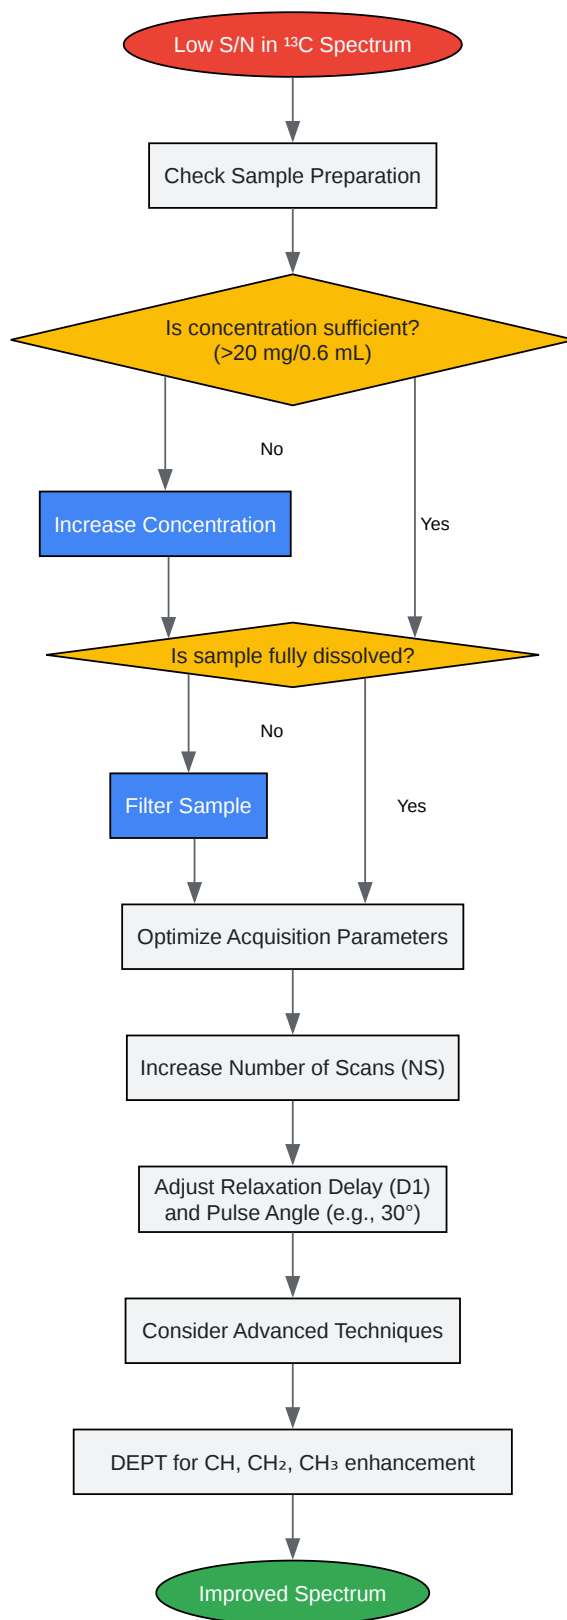 Low S/N in ¹³C Spectrum
Check Sample Preparation
Is concentration sufficient?
(>20 mg/0.6 mL)
No
Increase Concentration
Yes
Is sample fully dissolved?
No
Filter Sample
Yes
Optimize Acquisition Parameters
Increase Number of Scans (NS)
Adjust Relaxation Delay (D1)
and Pulse Angle (e.g., 30°)
Consider Advanced Techniques
DEPT for CH, CH₂, CH₃ enhancement
Improved Spectrum